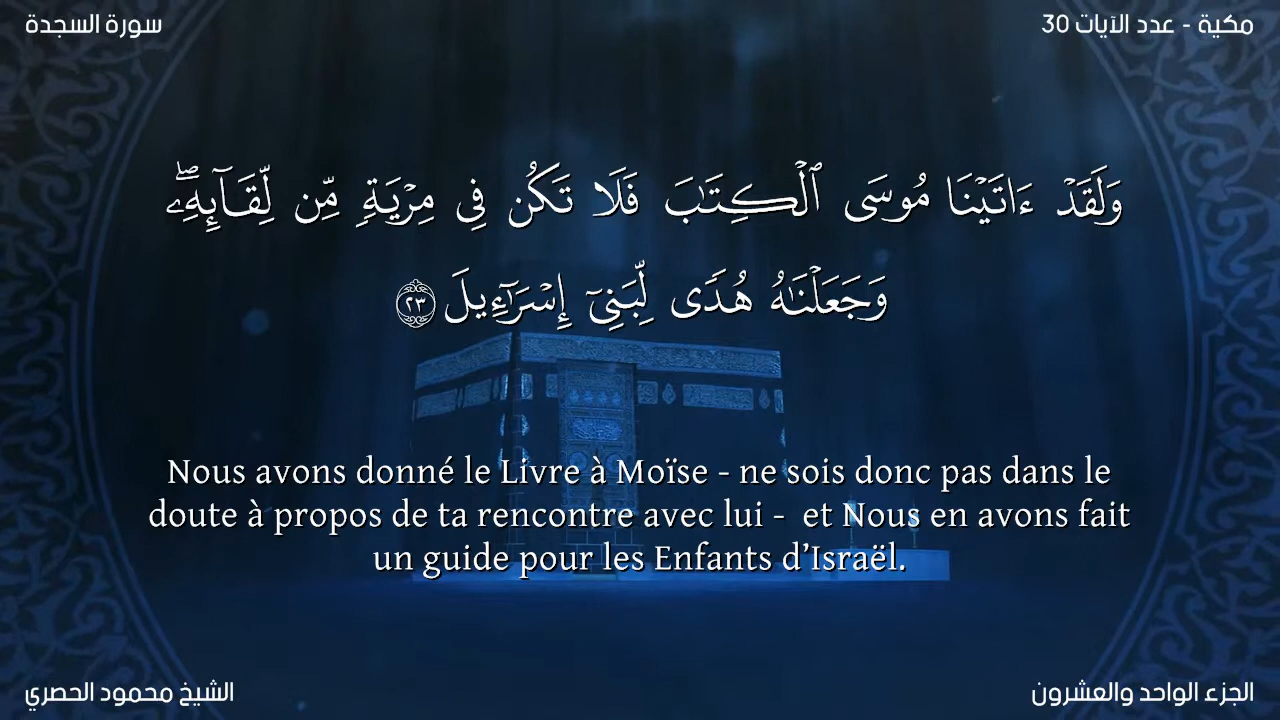 سورة السجدة
مكية - عدد الآيات 30
وَلَقَدْ ءَاتَيْنَا مُوسَى ٱلْكِتَـٰبَ فَلَا تَكُن فِى مِرْيَةٍ مِّن لِّقَآئِهِۦ ۖ
وَجَعَلْنَـٰهُ هُدًى لِّبَنِىٓ إِسْرَٰٓءِيلَ ٢٣
Nous avons donné le Livre à Moïse - ne sois donc pas dans le
doute à propos de ta rencontre avec lui -  et Nous en avons fait
un guide pour les Enfants d’Israël.
الشيخ محمود الحصري
الجزء الواحد والعشرون